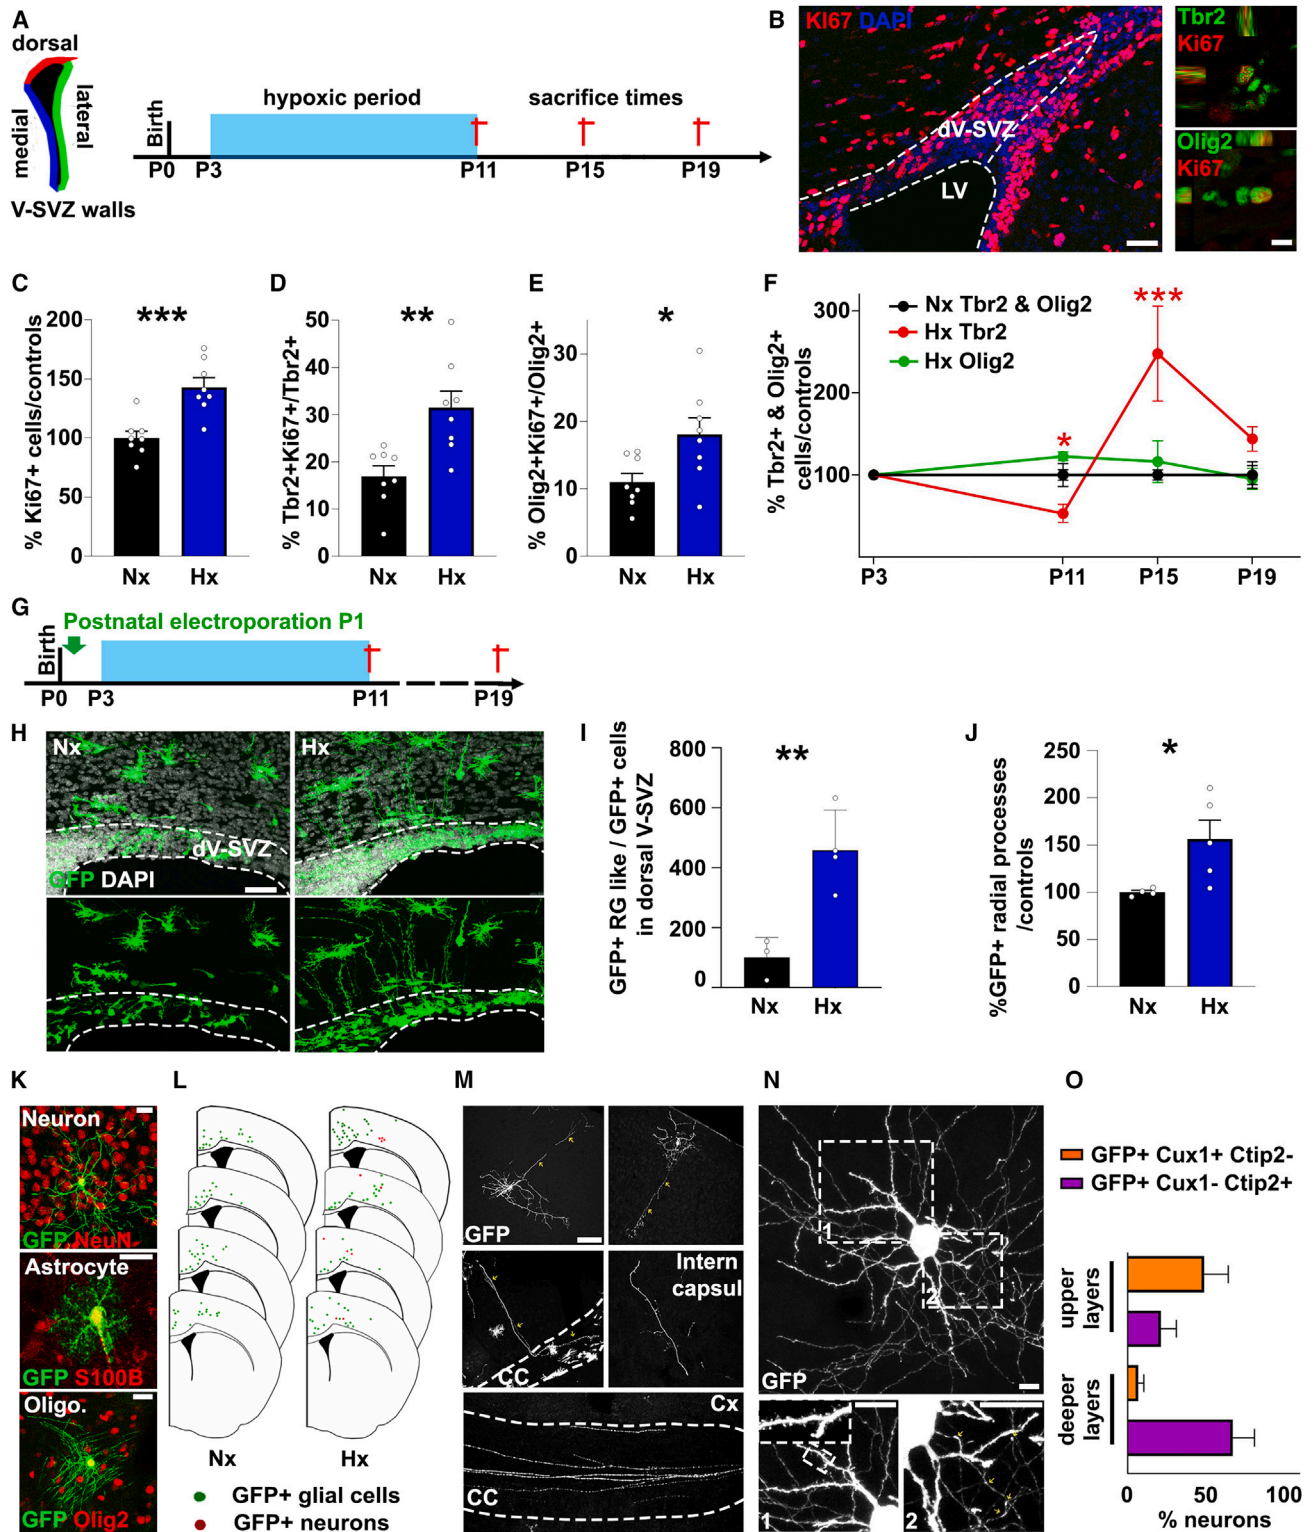 A
dorsal
medial
lateral
V-SVZ walls
Birth
hypoxic period
sacrifice times
P0 P3 P11 P15 P19
B
KI67 DAPI
dV-SVZ
LV
Tbr2
Ki67
Olig2
Ki67
C
% Ki67+ cells/controls
200
150
100
50
0
***
Nx Hx
D
% Tbr2+Ki67+/Tbr2+
50
40
30
20
10
0
**
Nx Hx
E
% Olig2+Ki67+/Olig2+
30
20
10
0
*
Nx Hx
F
% Tbr2+ & Olig2+
cells/controls
300
200
100
Nx Tbr2 & Olig2
Hx Tbr2
Hx Olig2
*
***
P3 P11 P15 P19
G
Postnatal electroporation P1
Birth
P0 P3 P11 P19
H
Nx
Hx
dV-SVZ
GFP DAPI
I
GFP+ RG like / GFP+ cells
in dorsal V-SVZ
800
600
400
200
0
**
Nx Hx
J
%GFP+ radial processes
/controls
250
200
150
100
50
0
*
Nx Hx
K
Neuron
GFP NeuN
Astrocyte
GFP S100B
Oligo.
GFP Olig2
L
Nx Hx
GFP+ glial cells
GFP+ neurons
M
GFP
Intern
capsul
CC
Cx
CC
N
1
2
GFP
1
2
O
GFP+ Cux1+ Ctip2-
GFP+ Cux1- Ctip2+
upper
layers
deeper
layers
0 50 100
% neurons